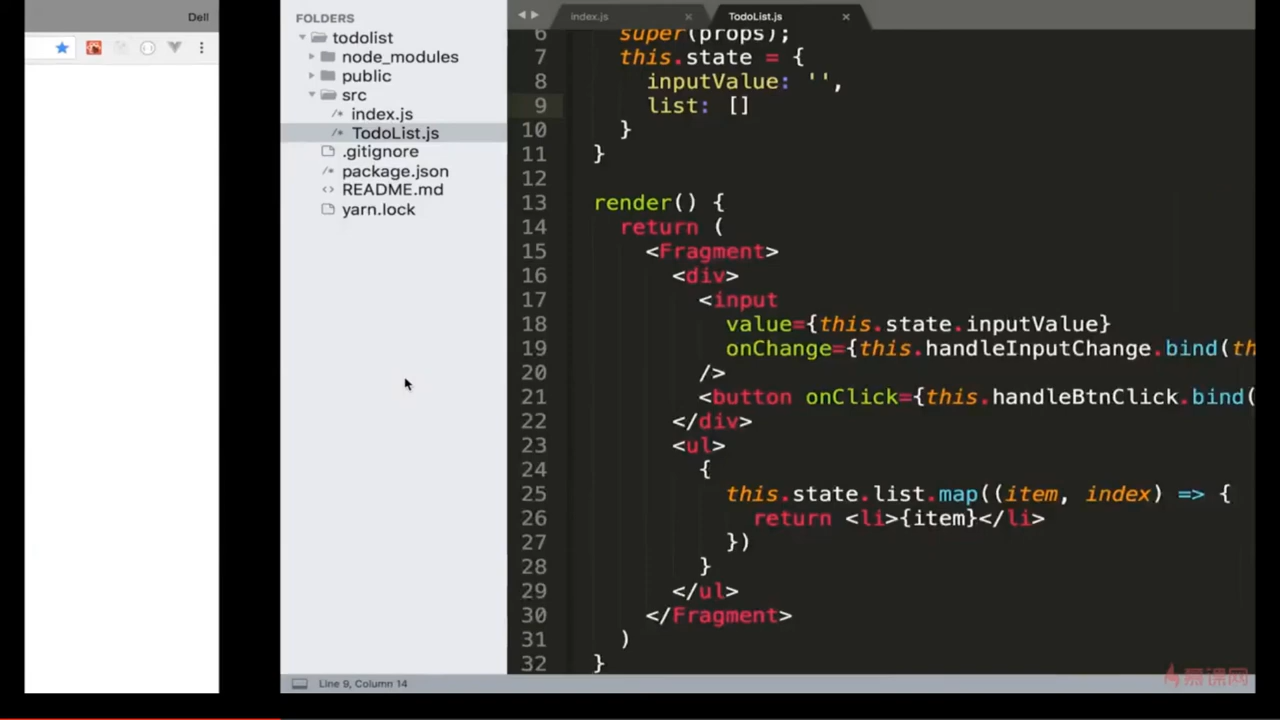 Dell
FOLDERS
todolist
node_modules
public
src
/* index.js
/* TodoList.js
.gitignore
/* package.json
<> README.md
yarn.lock
index.js ×
TodoList.js ×
6 super(props);
7 this.state = {
8 inputValue: '',
9 list: []
10 }
11 }
12
13 render() {
14 return (
15 <Fragment>
16 <div>
17 <input
18 value={this.state.inputValue}
19 onChange={this.handleInputChange.bind(th
20 />
21 <button onClick={this.handleBtnClick.bind(
22 </div>
23 <ul>
24 {
25 this.state.list.map((item, index) => {
26 return <li>{item}</li>
27 })
28 }
29 </ul>
30 </Fragment>
31 )
32 }
Line 9, Column 14
慕课网